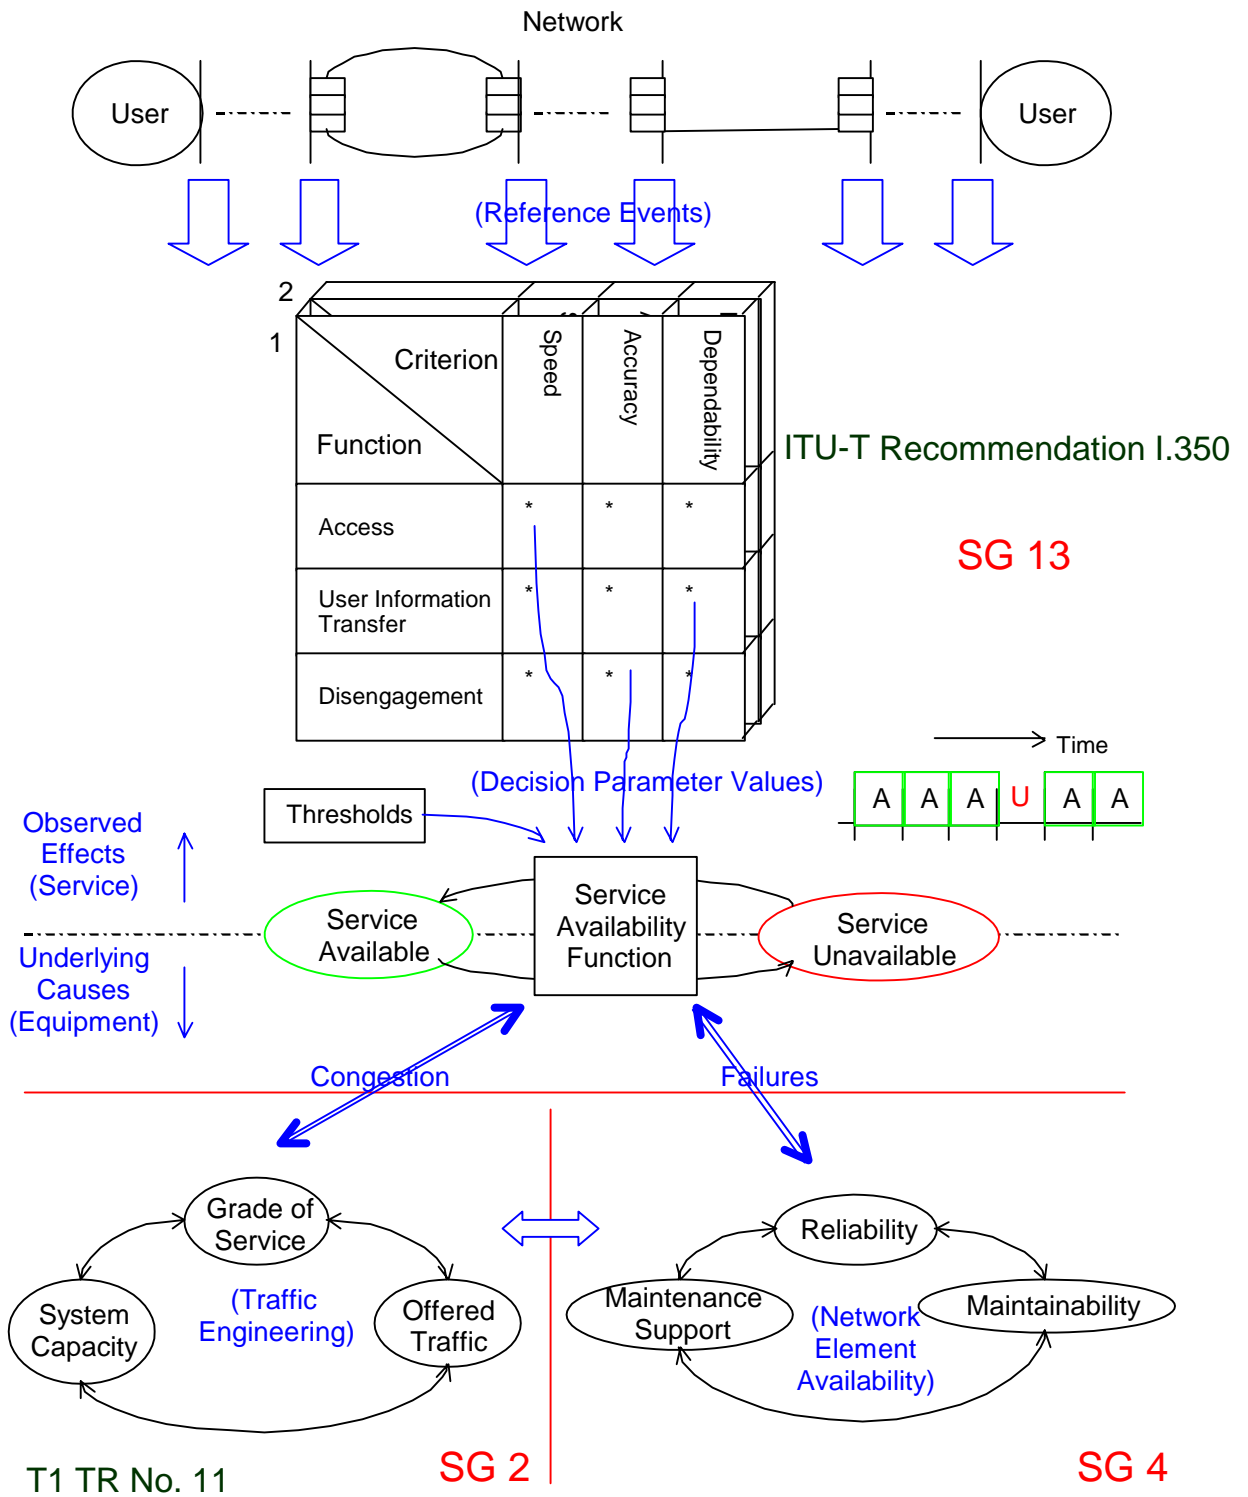 Network
User
User
(Reference Events)
2
1
Criterion
Function
Speed
Accuracy
Dependability
ITU-T Recommendation I.350
SG 13
Access
* * *
User Information
Transfer
* * *
Disengagement
* * *
Time
A A A U A A
(Decision Parameter Values)
Thresholds
Observed
Effects
(Service)
Service
Available
Service
Availability
Function
Service
Unavailable
Underlying
Causes
(Equipment)
Congestion
Failures
Grade of
Service
System
Capacity
(Traffic
Engineering)
Offered
Traffic
Reliability
Maintenance
Support
(Network
Element
Availability)
Maintainability
T1 TR No. 11
SG 2
SG 4